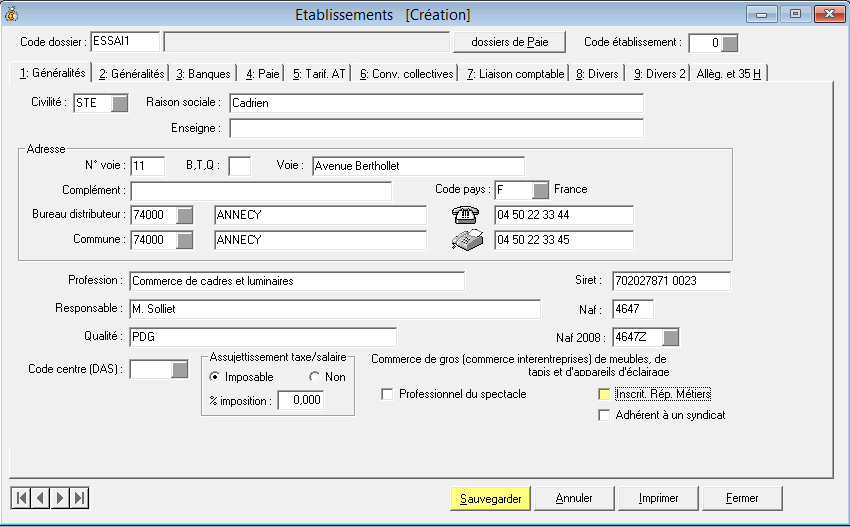 Etablissements [Création]
Code dossier : ESSAI1 dossiers de Paie Code établissement : 0
1: Généralités 2: Généralités 3: Banques 4: Paie 5: Tarif. AT 6: Conv. collectives 7: Liaison comptable 8: Divers 9: Divers 2 Allèg. et 35 H
Civilité : STE Raison sociale : Cadrien
Enseigne :
Adresse
N° voie : 11 B,T,Q : Voie : Avenue Berthollet
Complément : Code pays : F France
Bureau distributeur : 74000 ANNECY 04 50 22 33 44
Commune : 74000 ANNECY 04 50 22 33 45
Profession : Commerce de cadres et luminaires Siret : 702027871 0023
Responsable : M. Solliet Naf : 4647
Qualité : PDG Naf 2008 : 4647Z
Code centre (DAS) : Assujettissement taxe/salaire Commerce de gros (commerce interentreprises) de meubles, de
tapis et d'appareils d'éclairage
Imposable Non
% imposition : 0,000 Professionnel du spectacle Inscrit. Rép. Métiers
Adhérent à un syndicat
Sauvegarder Annuler Imprimer Fermer